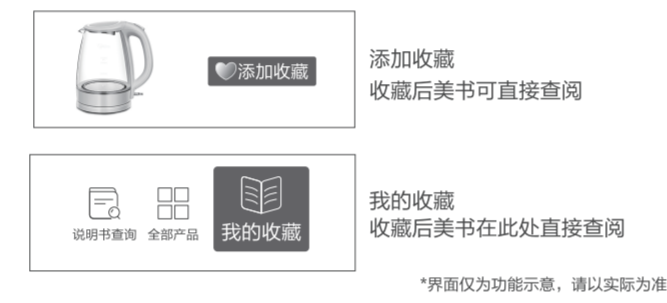 添加收藏
添加收藏
收藏后美书可直接查阅
说明书查询
全部产品
我的收藏
我的收藏
收藏后美书在此处直接查阅
*界面仅为功能示意，请以实际为准